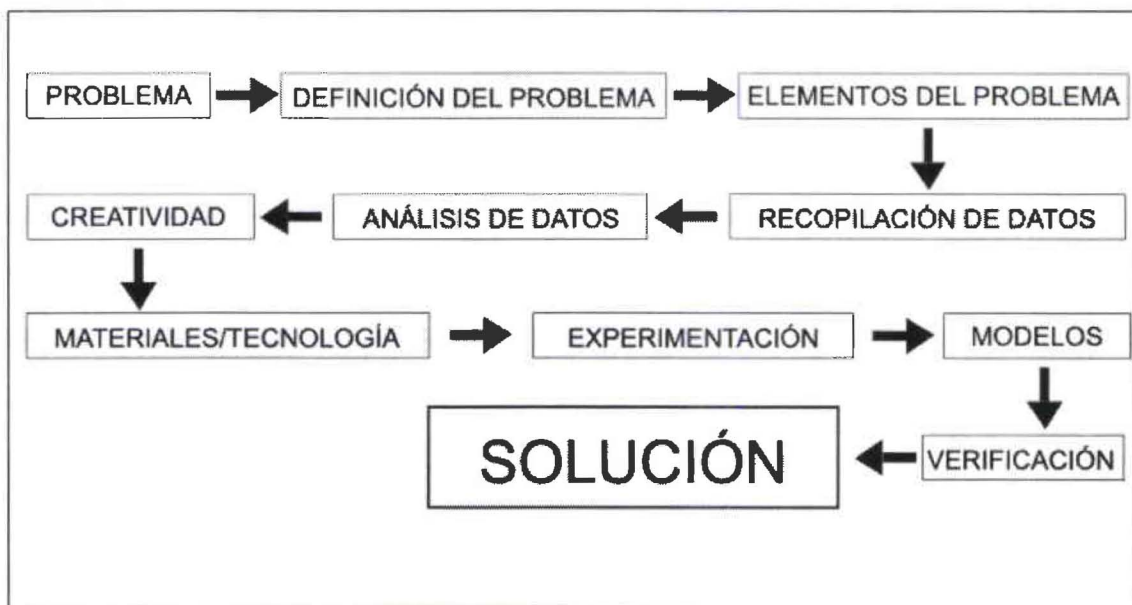 PROBLEMA
DEFINICIÓN DEL PROBLEMA
ELEMENTOS DEL PROBLEMA
RECOPILACIÓN DE DATOS
ANÁLISIS DE DATOS
CREATIVIDAD
MATERIALES/TECNOLOGÍA
EXPERIMENTACIÓN
MODELOS
VERIFICACIÓN
SOLUCIÓN